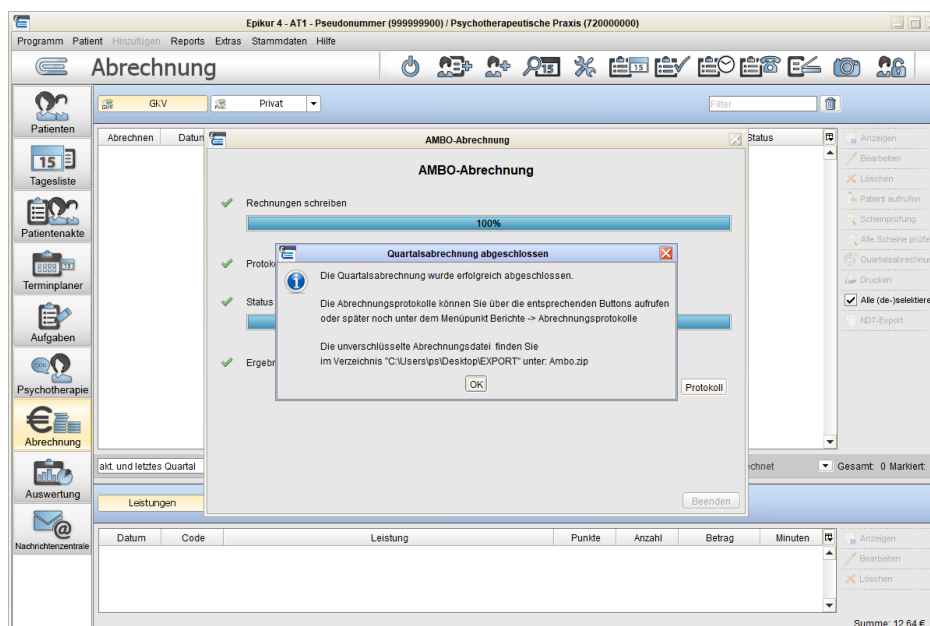 Epikur 4 - AT1 - Pseudonummer (999999900) / Psychotherapeutische Praxis (720000000)
Programm Patient Hinzufügen Reports Extras Stammdaten Hilfe
Abrechnung
15
15
Patienten
15
Tagesliste
Patientenakte
15
Terminplaner
Aufgaben
Psychotherapie
Abrechnung
Auswertung
Nachrichtenzentrale
GKV GKV
Priv. Privat
Filter
Abrechnen Datum Status
AMBO-Abrechnung
AMBO-Abrechnung
Rechnungen schreiben
100%
Status
Protokoll
Beenden
Quartalsabrechnung abgeschlossen
Die Quartalsabrechnung wurde erfolgreich abgeschlossen.
Die Abrechnungsprotokolle können Sie über die entsprechenden Buttons aufrufen
oder später noch unter dem Menüpunkt Berichte -> Abrechnungsprotokolle
Die unverschlüsselte Abrechnungsdatei finden Sie
im Verzeichnis "C:\Users\ps\Desktop\EXPORT" unter: Ambo.zip
OK
Anzeigen
Bearbeiten
Löschen
Patient aufrufen
Scheinprüfung
Alle Scheine prüfe
Quartalsabrechnu
Drucken
Alle (de-)selektiere
NDT-Export
akt. und letztes Quartal
Gesamt: 0 Markiert:
Leistungen
Datum Code Leistung Punkte Anzahl Betrag Minuten
Anzeigen
Bearbeiten
Löschen
Summe: 12,64 €